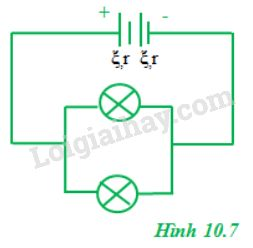 + -
ξ,r ξ,r
Loigiaihay.com
Hình 10.7